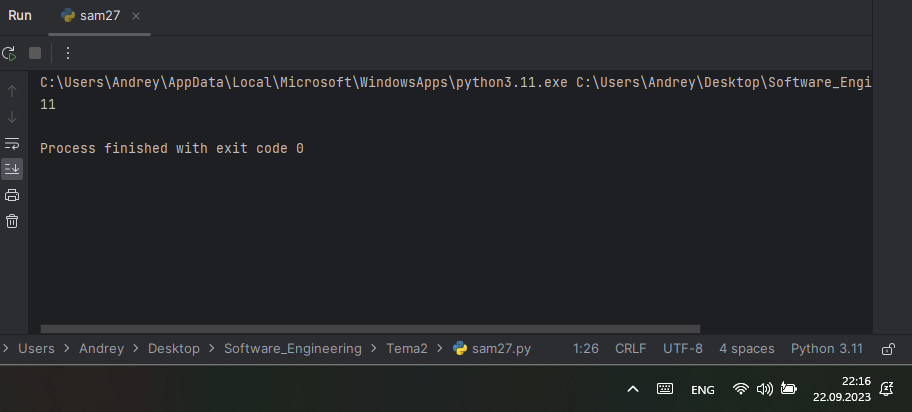 Run sam27
C:\Users\Andrey\AppData\Local\Microsoft\WindowsApps\python3.11.exe C:\Users\Andrey\Desktop\Software_Engi
11
Process finished with exit code 0
Users > Andrey > Desktop > Software_Engineering > Tema2 > sam27.py 1:26 CRLF UTF-8 4 spaces Python 3.11
ENG 22:16
22.09.2023